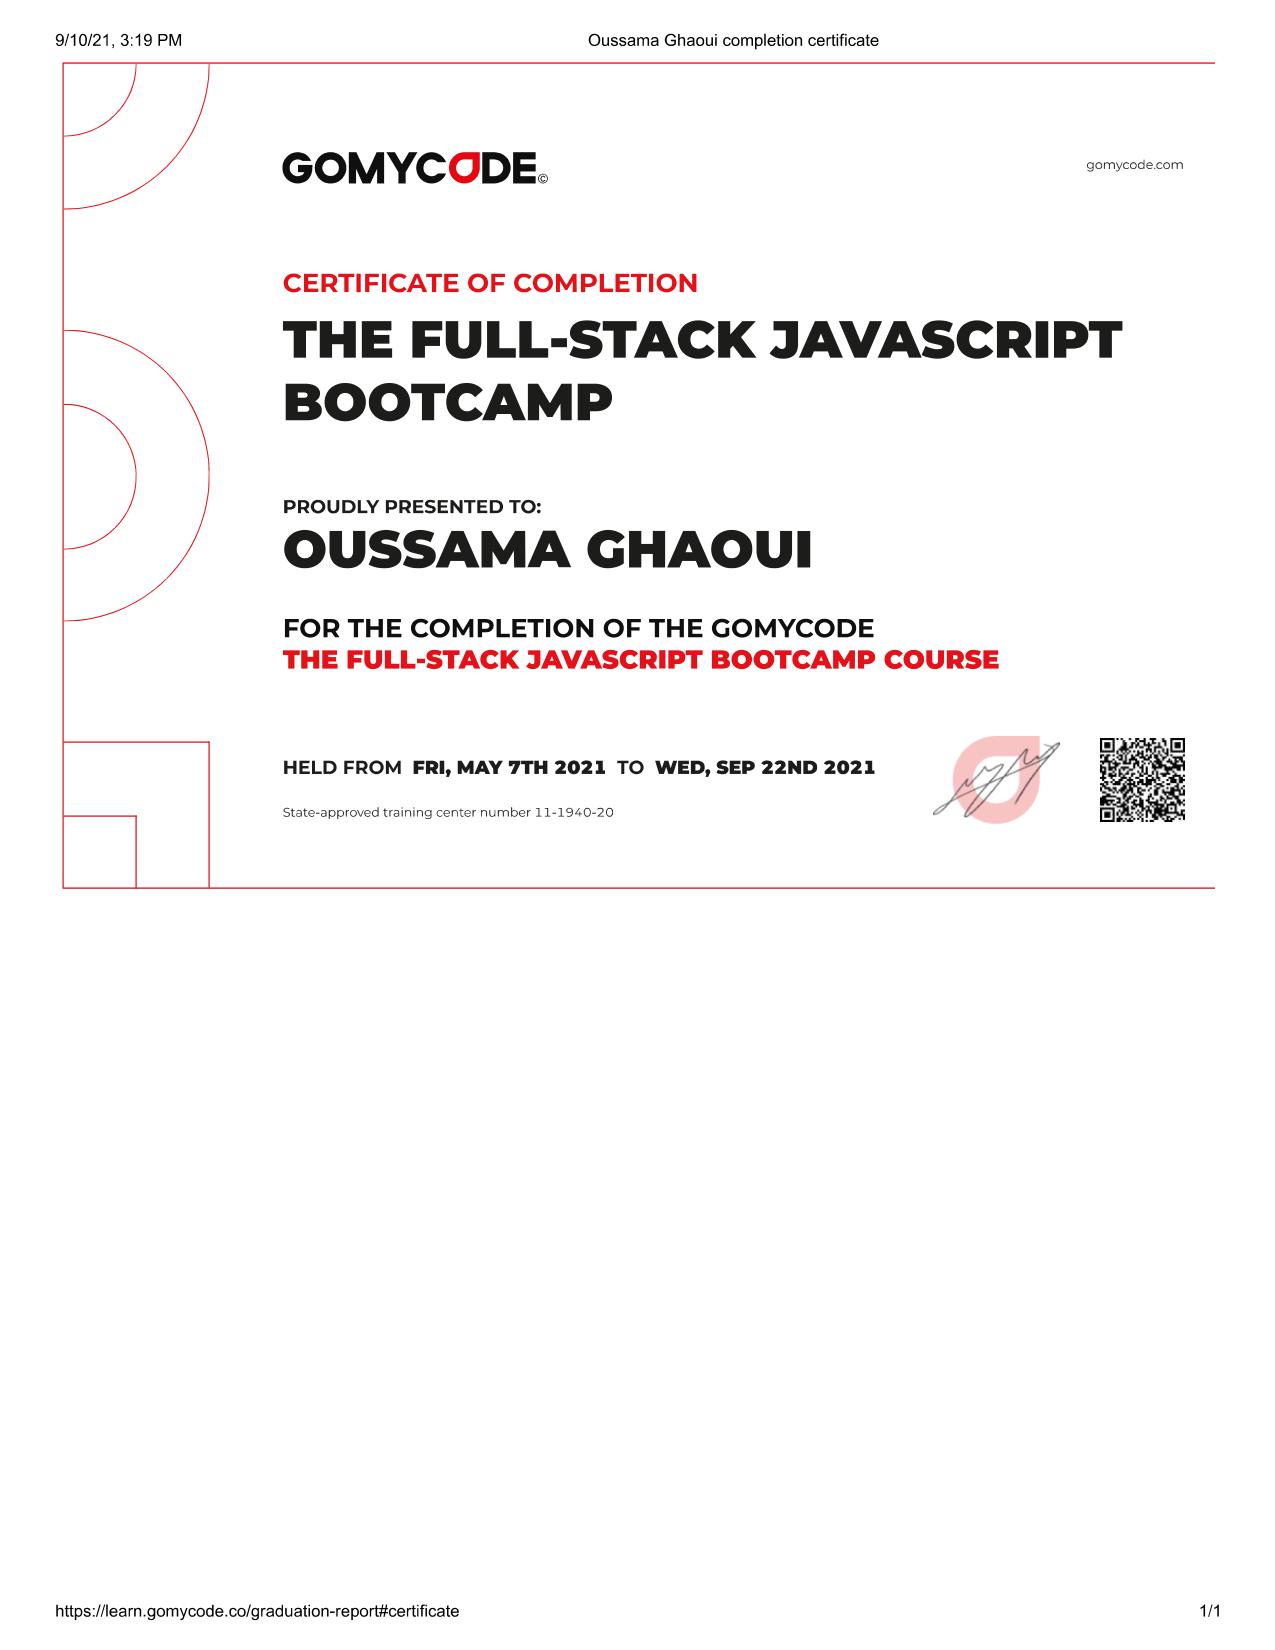 9/10/21, 3:19 PM
Oussama Ghaoui completion certificate
GOMYCODE©
gomycode.com
CERTIFICATE OF COMPLETION
THE FULL-STACK JAVASCRIPT
BOOTCAMP
PROUDLY PRESENTED TO:
OUSSAMA GHAOUI
FOR THE COMPLETION OF THE GOMYCODE
THE FULL-STACK JAVASCRIPT BOOTCAMP COURSE
HELD FROM FRI, MAY 7TH 2021 TO WED, SEP 22ND 2021
State-approved training center number 11-1940-20
https://learn.gomycode.co/graduation-report#certificate
1/1